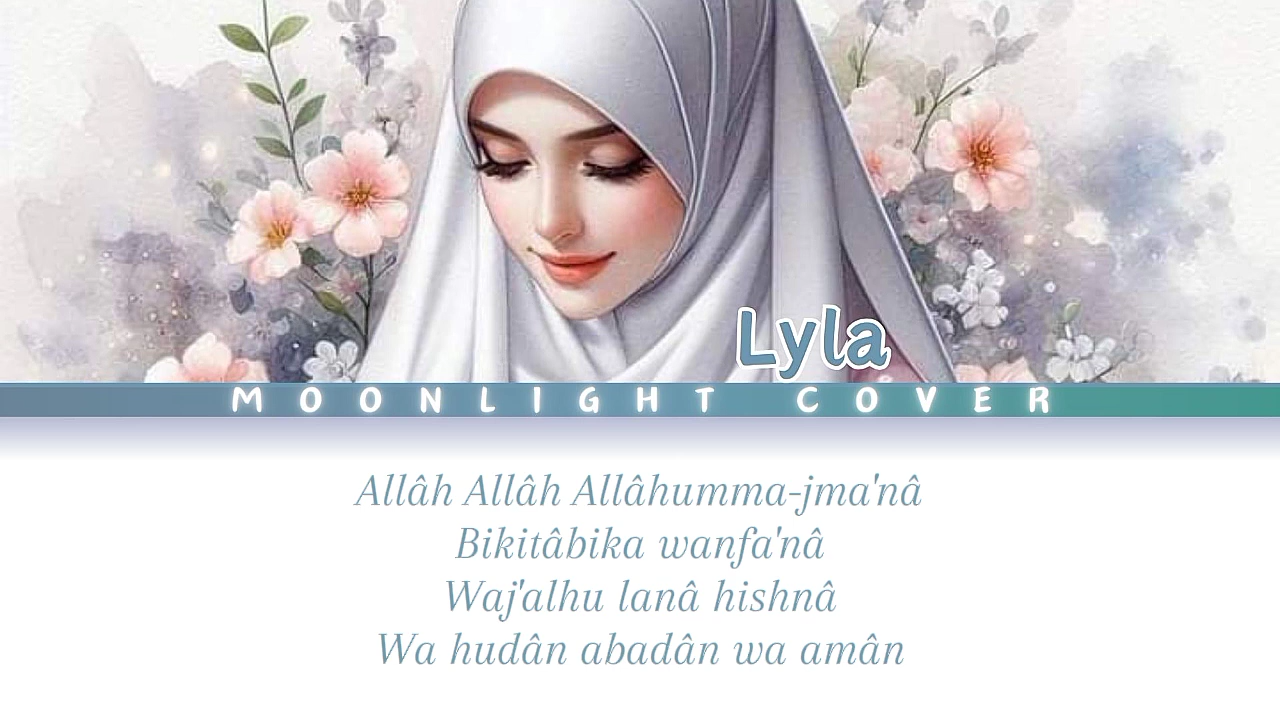 Lyla
MOONLIGHT COVER
Allâh Allâh Allâhumma-jma'nâ
Bikitâbika wanfa'nâ
Waj'alhu lanâ hishnâ
Wa hudân abadân wa amân